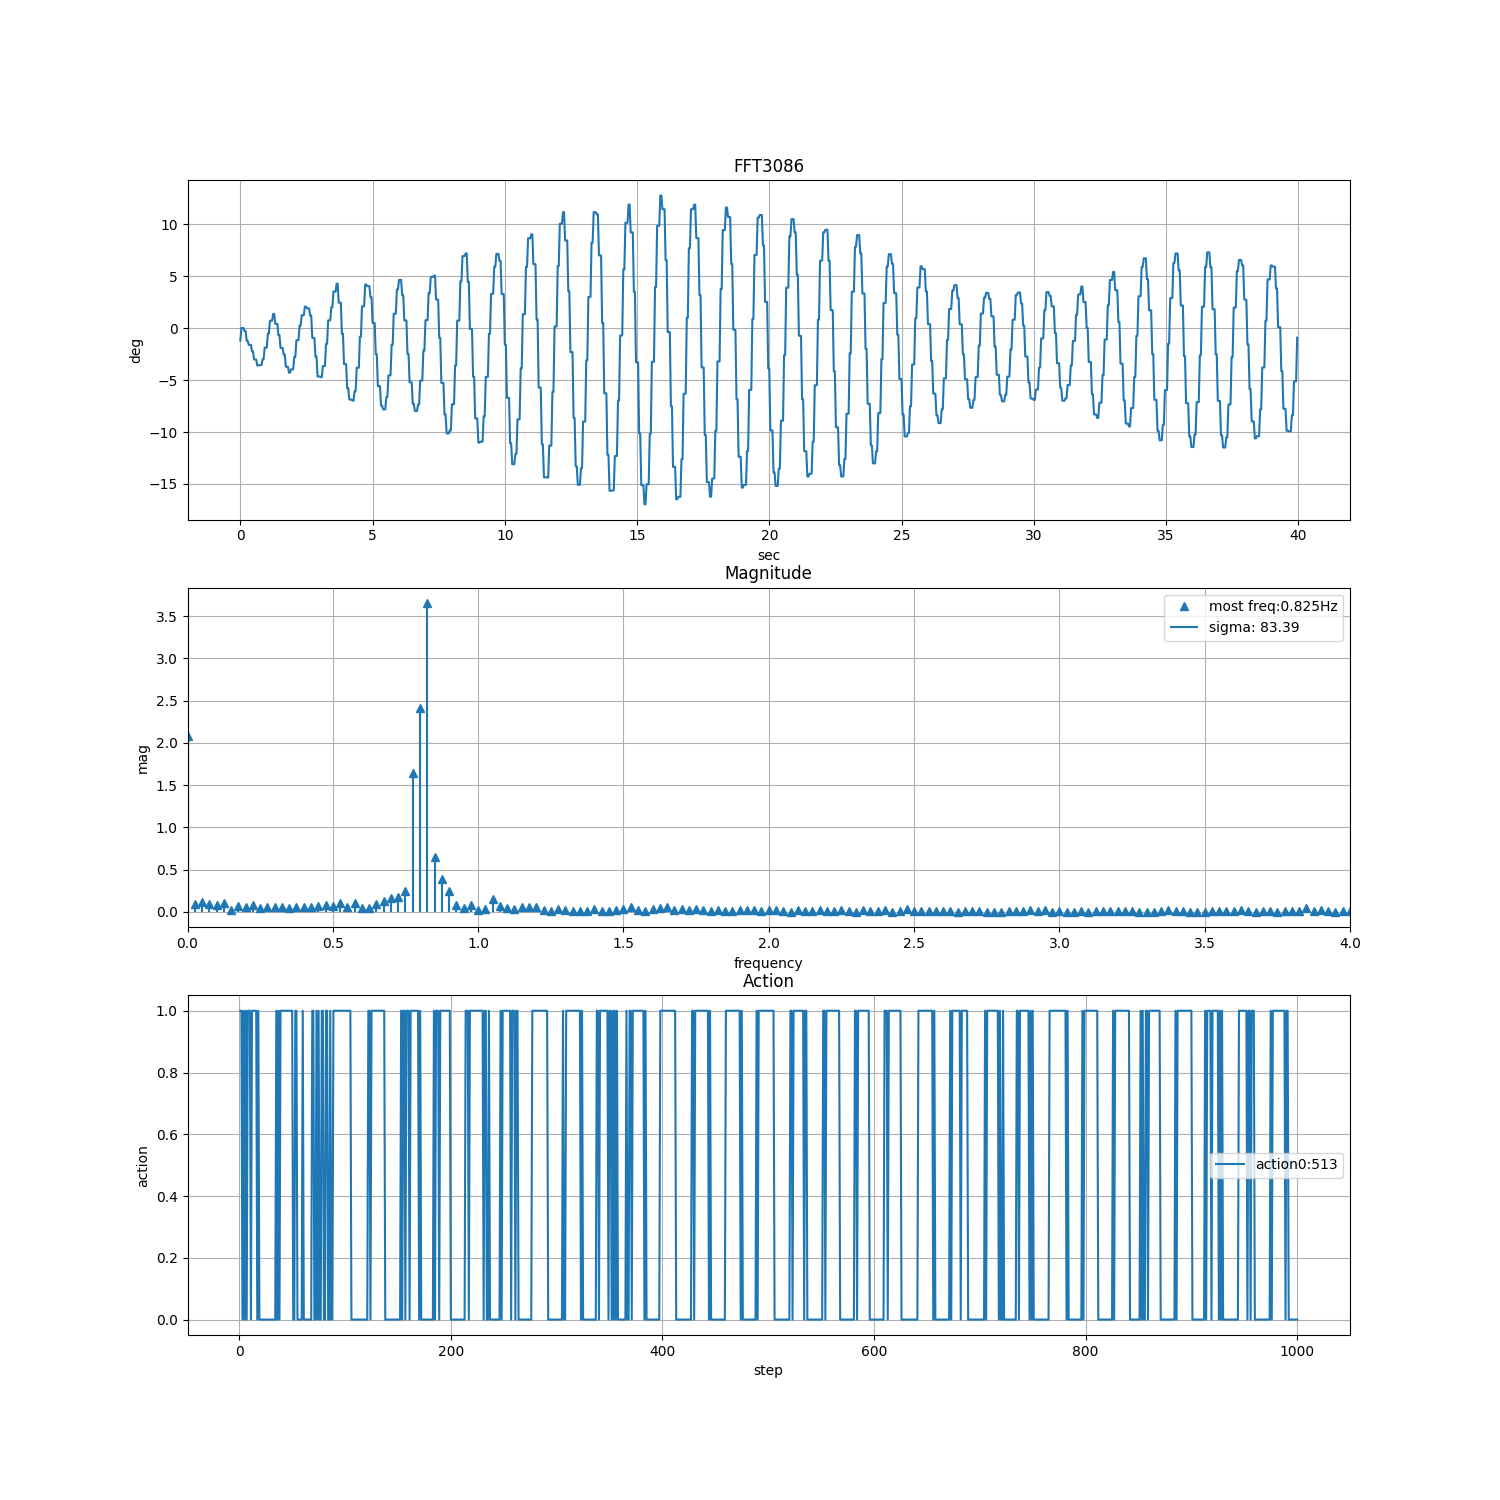 FFT3086
deg
10
5
0
−5
−10
−15
0 5 10 15 20 25 30 35 40
sec
Magnitude
mag
3.5
3.0
2.5
2.0
1.5
1.0
0.5
0.0
most freq:0.825Hz
sigma: 83.39
0.0 0.5 1.0 1.5 2.0 2.5 3.0 3.5 4.0
frequency
Action
action
1.0
0.8
0.6
0.4
0.2
0.0
action0:513
0 200 400 600 800 1000
step